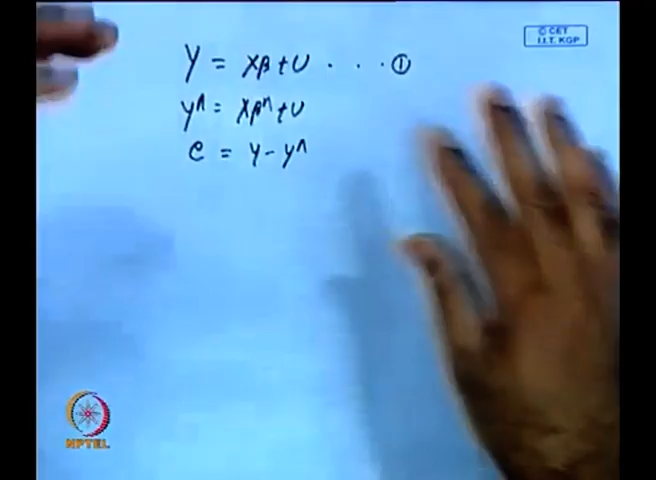 Y = Xβ + U . . . ①
© CET
I.I.T. KGP
Y^ = Xβ^ + U
e = Y - Y^
NPTEL